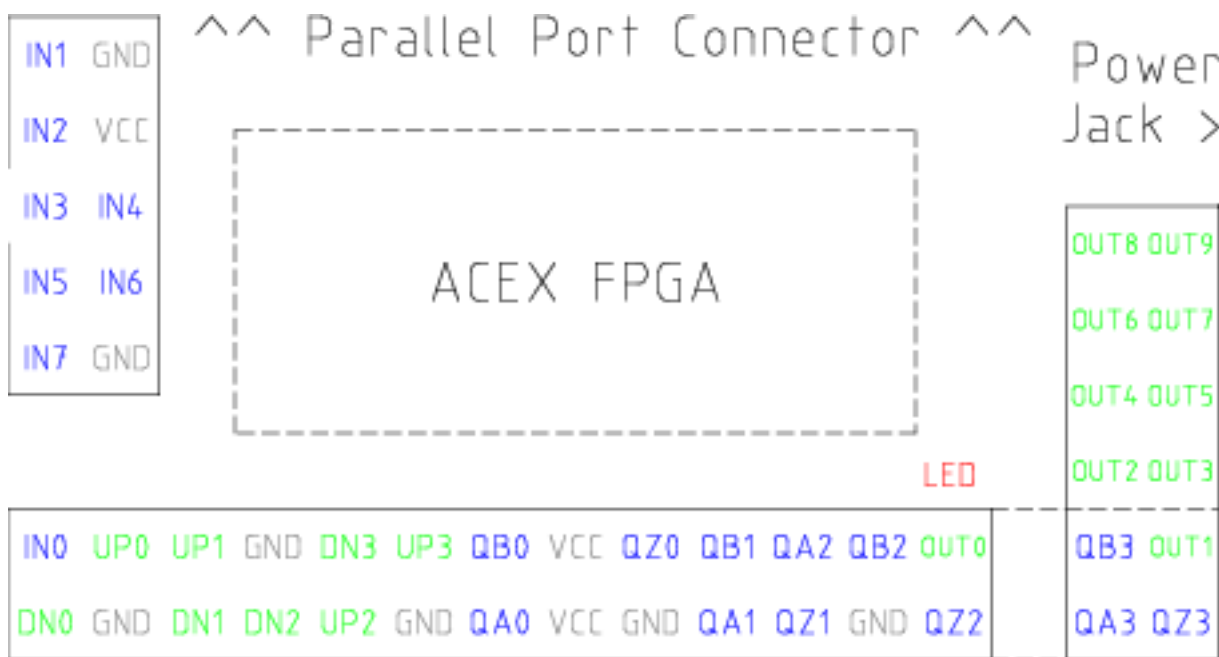 ^^ Parallel Port Connector ^^
Power
Jack >
IN1 GND
IN2 VCC
IN3 IN4
IN5 IN6
IN7 GND
ACEX FPGA
OUT8 OUT9
OUT6 OUT7
OUT4 OUT5
LED
OUT2 OUT3
IN0 UP0 UP1 GND DN3 UP3 QB0 VCC QZ0 QB1 QA2 QB2 OUT0
QB3 OUT1
DN0 GND DN1 DN2 UP2 GND QA0 VCC GND QA1 QZ1 GND QZ2
QA3 QZ3